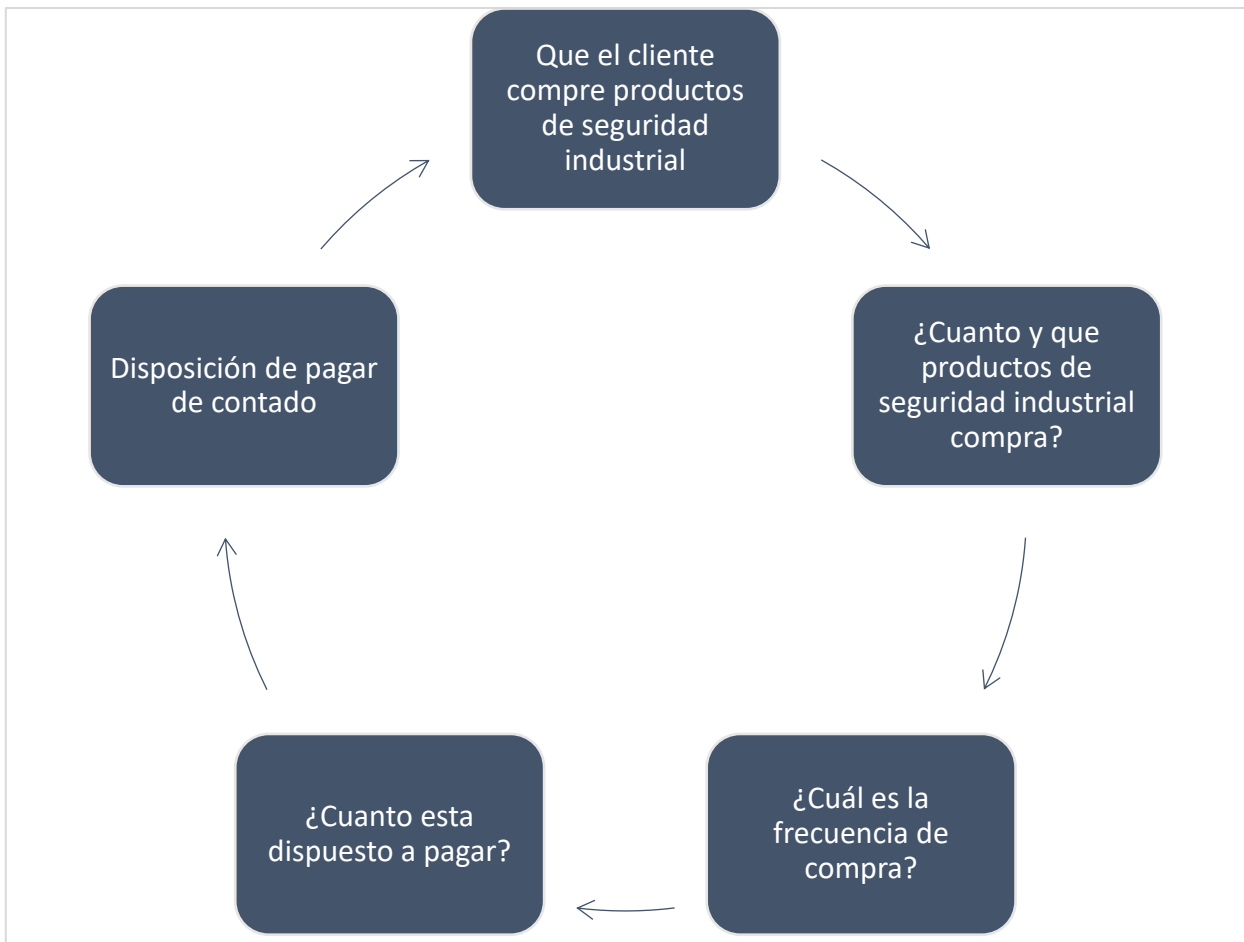 Que el cliente
compre productos
de seguridad
industrial
¿Cuanto y que
productos de
seguridad industrial
compra?
¿Cuál es la
frecuencia de
compra?
¿Cuanto esta
dispuesto a pagar?
Disposición de pagar
de contado